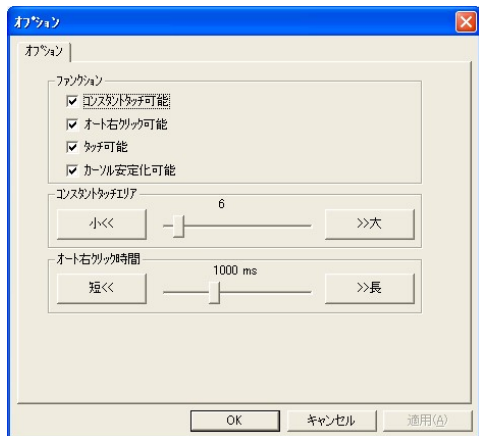 オプション
オプション
ファンクション
コンスタントタッチ可能
オート右クリック可能
タッチ可能
カーソル安定化可能
コンスタントタッチエリア
6
小<<
>>大
オート右クリック時間
1000 ms
短<<
>>長
OK
キャンセル
適用(A)